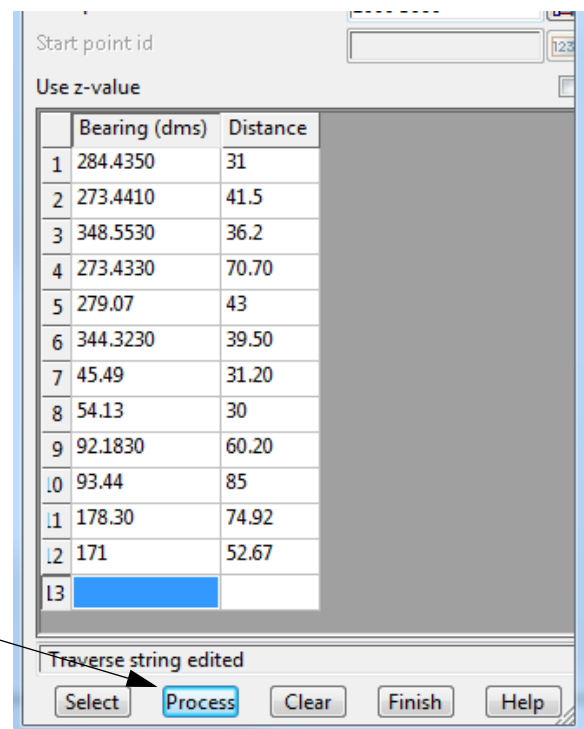 Start point id
123
Use z-value
Bearing (dms) Distance
1 284.4350 31
2 273.4410 41.5
3 348.5530 36.2
4 273.4330 70.70
5 279.07 43
6 344.3230 39.50
7 45.49 31.20
8 54.13 30
9 92.1830 60.20
10 93.44 85
11 178.30 74.92
12 171 52.67
13
Traverse string edited
Select Process Clear Finish Help